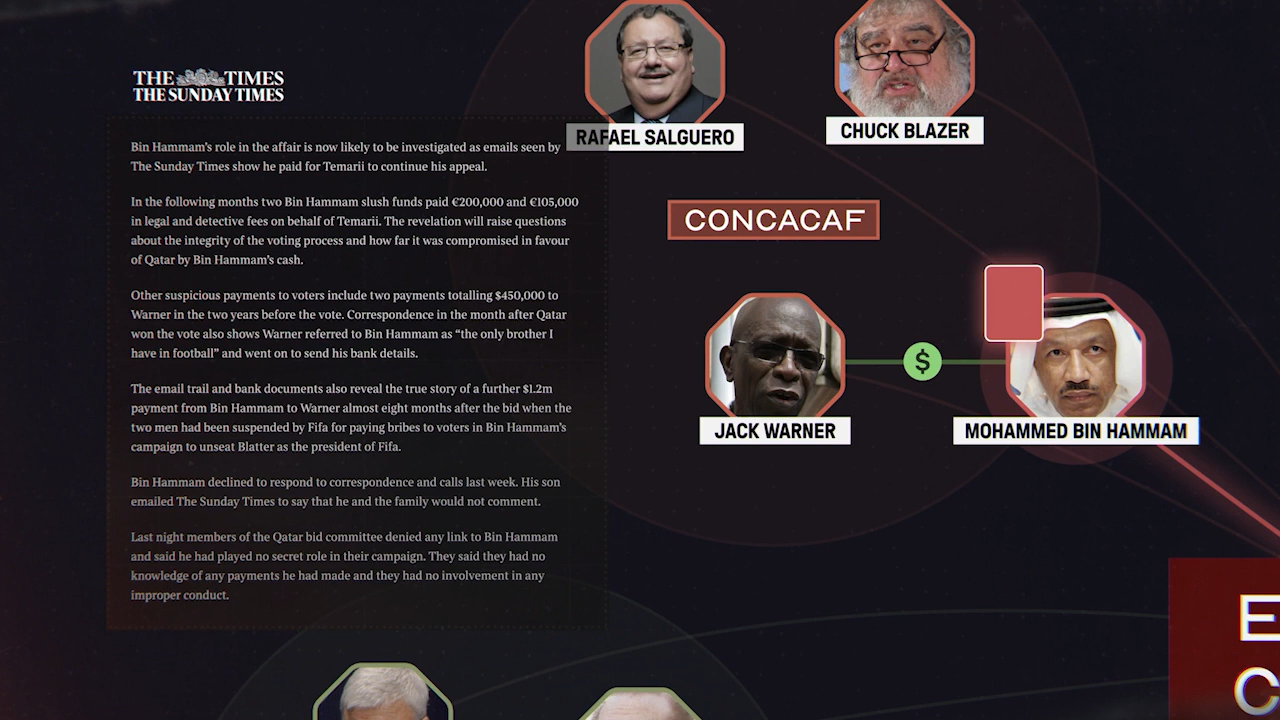 THE TIMES
THE SUNDAY TIMES
RAFAEL SALGUERO
CHUCK BLAZER
Bin Hammam's role in the affair is now likely to be investigated as emails seen by
The Sunday Times show he paid for Temarii to continue his appeal.
In the following months two Bin Hammam slush funds paid €200,000 and €105,000
in legal and detective fees on behalf of Temarii. The revelation will raise questions
about the integrity of the voting process and how far it was compromised in favour
of Qatar by Bin Hammam's cash.
Other suspicious payments to voters include two payments totalling $450,000 to
Warner in the two years before the vote. Correspondence in the month after Qatar
won the vote also shows Warner referred to Bin Hammam as “the only brother I
have in football” and went on to send his bank details.
The email trail and bank documents also reveal the true story of a further $1.2m
payment from Bin Hammam to Warner almost eight months after the bid when the
two men had been suspended by Fifa for paying bribes to voters in Bin Hammam's
campaign to unseat Blatter as the president of Fifa.
Bin Hammam declined to respond to correspondence and calls last week. His son
emailed The Sunday Times to say that he and the family would not comment.
Last night members of the Qatar bid committee denied any link to Bin Hammam
and said he had played no secret role in their campaign. They said they had no
knowledge of any payments he had made and they had no involvement in any
improper conduct.
CONCACAF
$
JACK WARNER
MOHAMMED BIN HAMMAM
E
C